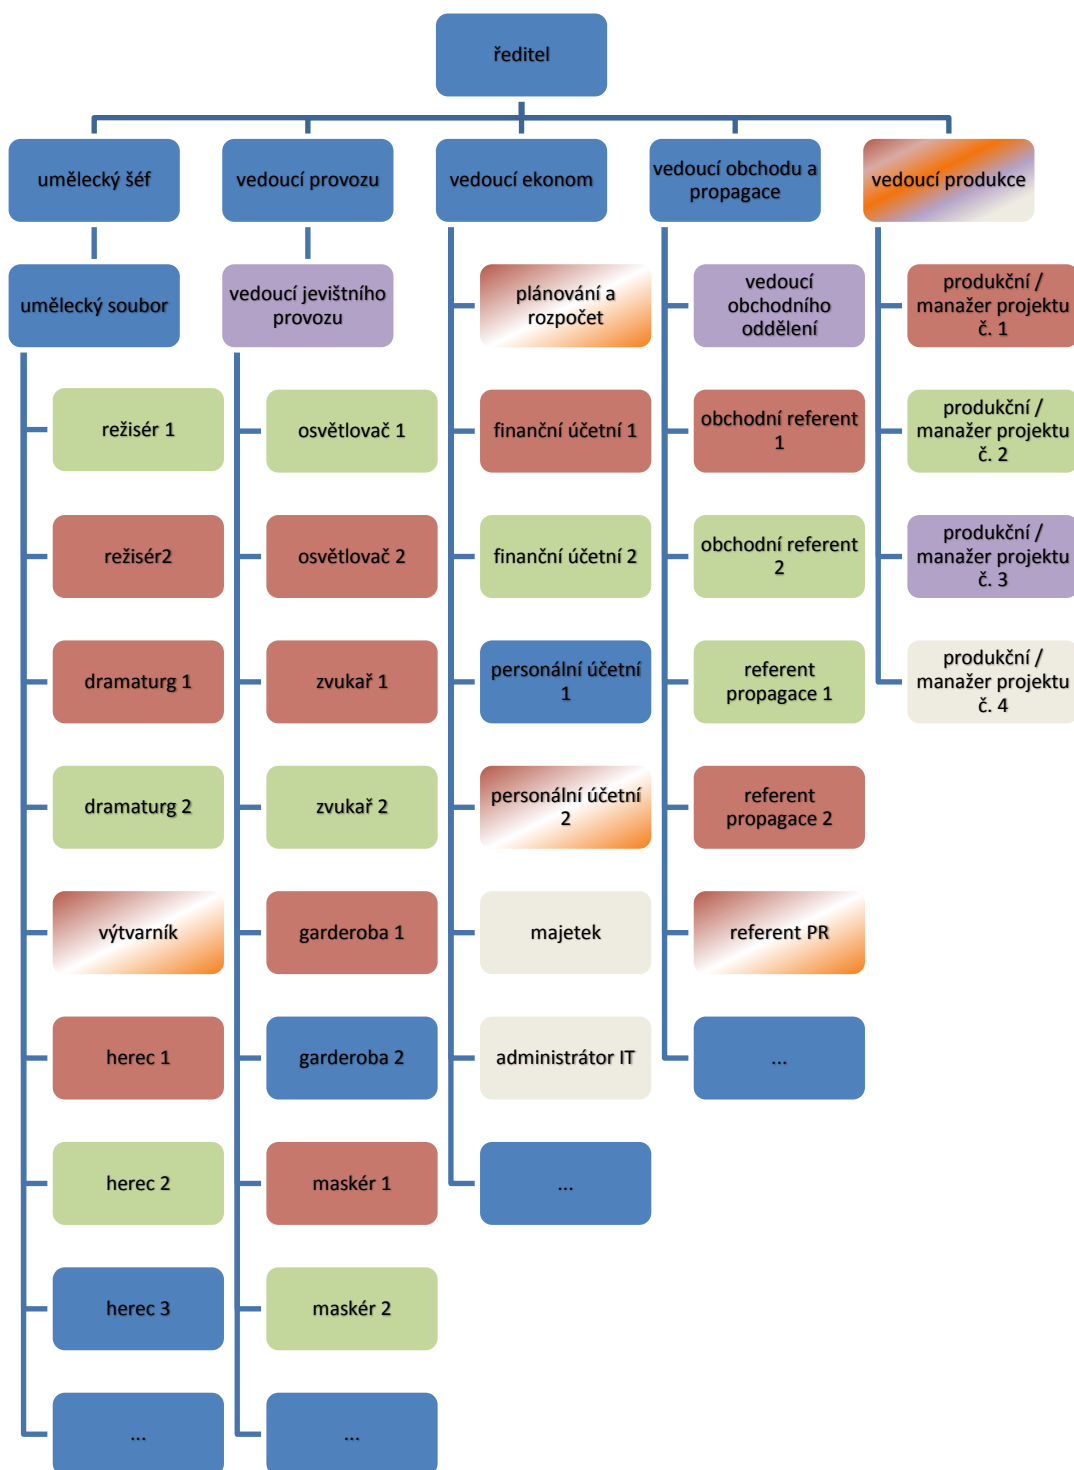 ředitel
umělecký šéf
vedoucí provozu
vedoucí ekonom
vedoucí obchodu a
propagace
vedoucí produkce
umělecký soubor
režisér 1
režisér2
dramaturg 1
dramaturg 2
výtvarník
herec 1
herec 2
herec 3
...
vedoucí jevištního
provozu
osvětlovač 1
osvětlovač 2
zvukař 1
zvukař 2
garderoba 1
garderoba 2
maskér 1
maskér 2
...
plánování a
rozpočet
finanční účetní 1
finanční účetní 2
personální účetní
1
personální účetní
2
majetek
administrátor IT
...
vedoucí
obchodního
oddělení
obchodní referent
1
obchodní referent
2
referent
propagace 1
referent
propagace 2
referent PR
...
produkční /
manažer projektu
č. 1
produkční /
manažer projektu
č. 2
produkční /
manažer projektu
č. 3
produkční /
manažer projektu
č. 4